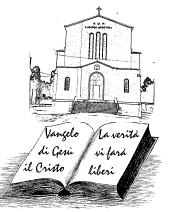 Vangelo
di Gesù
il Cristo
La verità
vi farà
liberi